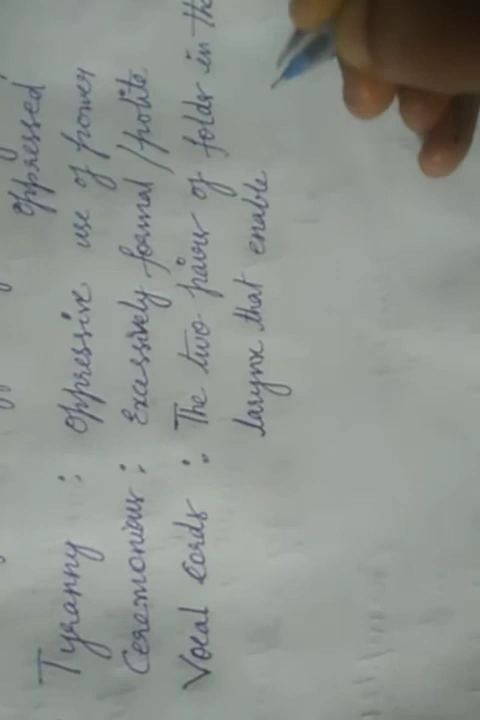 oppressed
Tyranny : oppressive use of power
Ceremonious : Excessively formal / polite
Vocal cords : The two pairs of folds in the
larynx that enable